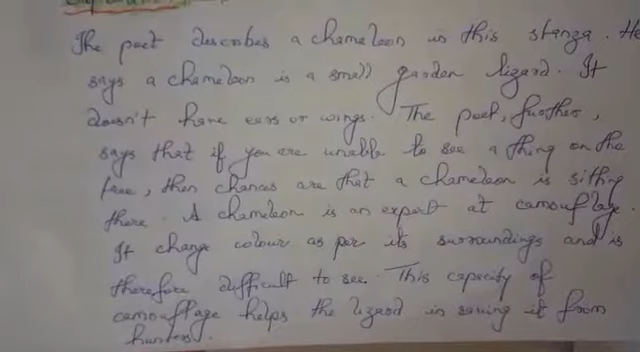 The poet describes a chameleon in this stanza. He
says a chameleon is a small garden lizard. It
doesn't have ears or wings. The poet, further,
says that if you are unable to see a thing on the
tree, then chances are that a chameleon is sitting
there. A chameleon is an expert at camouflage.
It change colour as per its surroundings and is
therefore difficult to see. This capacity of
camouflage helps the lizard in saving it from
hunters.